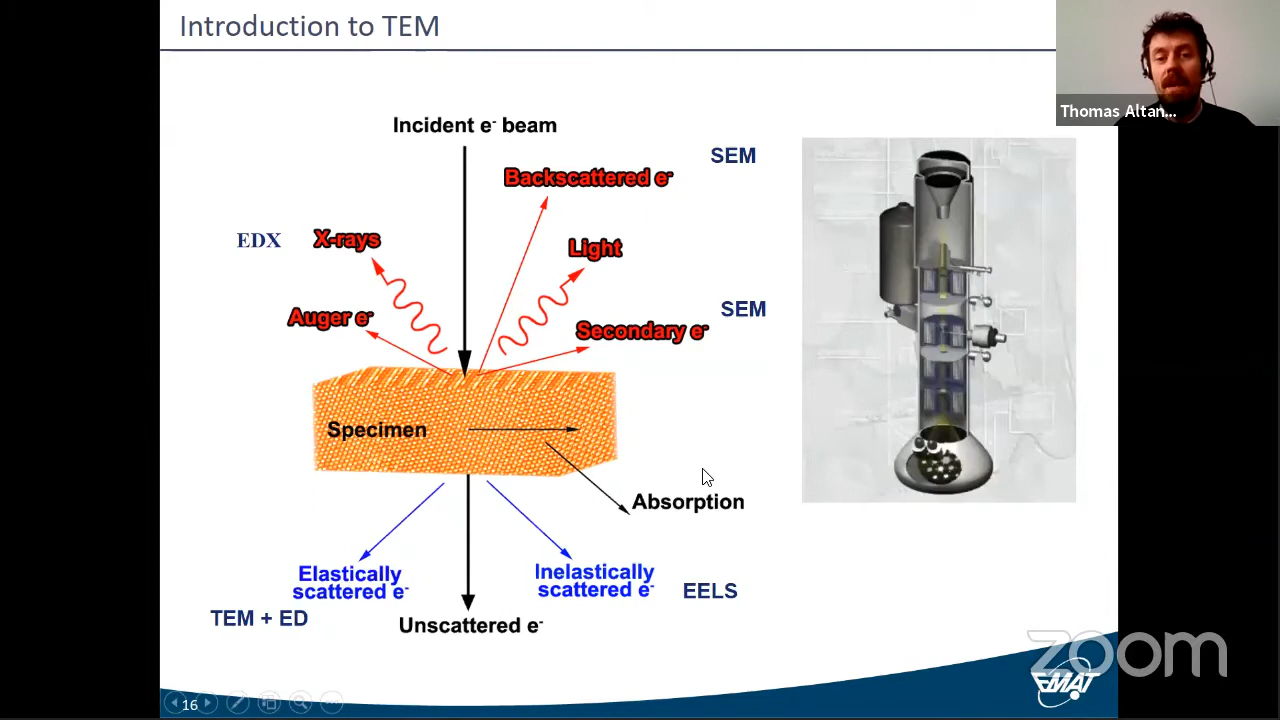 Introduction to TEM
Thomas Altan...
Incident e- beam
SEM
Backscattered e-
EDX
X-rays
Light
Auger e-
Secondary e-
SEM
Specimen
Absorption
Elastically
scattered e-
Inelastically
scattered e-
EELS
TEM + ED
Unscattered e-
zoom
EMAT
16